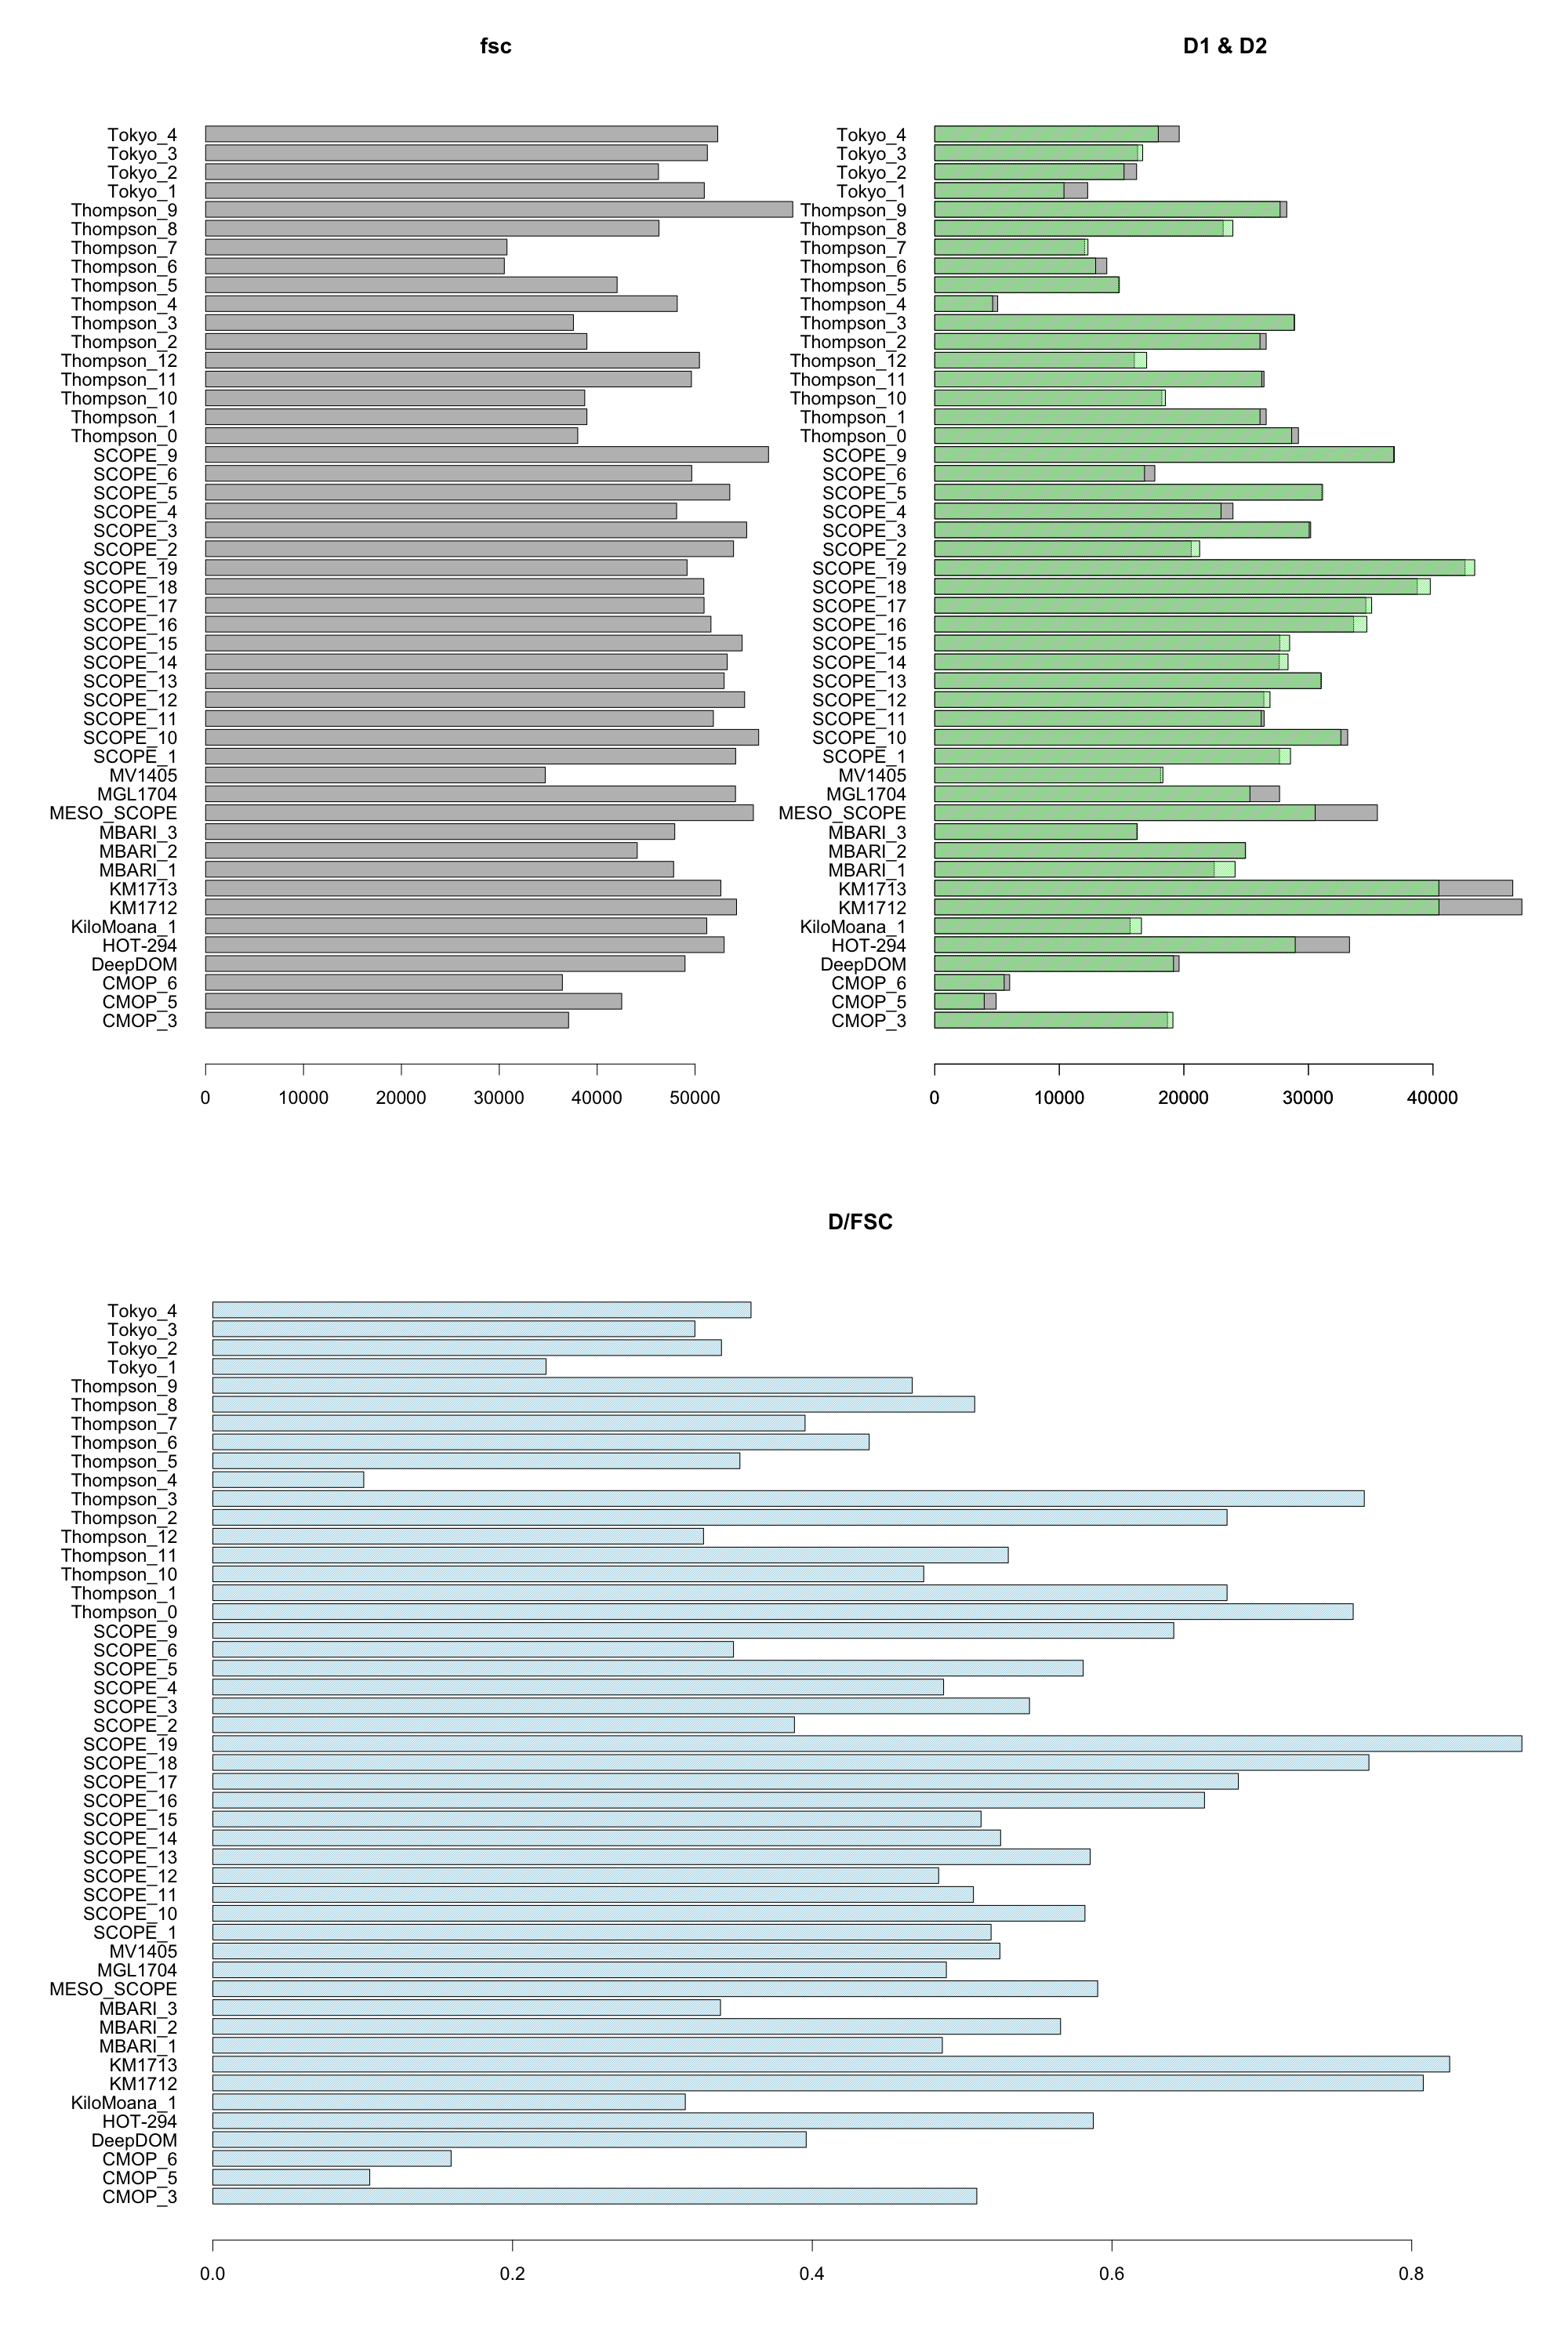 fsc
Tokyo_4
Tokyo_3
Tokyo_2
Tokyo_1
Thompson_9
Thompson_8
Thompson_7
Thompson_6
Thompson_5
Thompson_4
Thompson_3
Thompson_2
Thompson_12
Thompson_11
Thompson_10
Thompson_1
Thompson_0
SCOPE_9
SCOPE_6
SCOPE_5
SCOPE_4
SCOPE_3
SCOPE_2
SCOPE_19
SCOPE_18
SCOPE_17
SCOPE_16
SCOPE_15
SCOPE_14
SCOPE_13
SCOPE_12
SCOPE_11
SCOPE_10
SCOPE_1
MV1405
MGL1704
MESO_SCOPE
MBARI_3
MBARI_2
MBARI_1
KM1713
KM1712
KiloMoana_1
HOT-294
DeepDOM
CMOP_6
CMOP_5
CMOP_3
0 10000 20000 30000 40000 50000
D1 & D2
Tokyo_4
Tokyo_3
Tokyo_2
Tokyo_1
Thompson_9
Thompson_8
Thompson_7
Thompson_6
Thompson_5
Thompson_4
Thompson_3
Thompson_2
Thompson_12
Thompson_11
Thompson_10
Thompson_1
Thompson_0
SCOPE_9
SCOPE_6
SCOPE_5
SCOPE_4
SCOPE_3
SCOPE_2
SCOPE_19
SCOPE_18
SCOPE_17
SCOPE_16
SCOPE_15
SCOPE_14
SCOPE_13
SCOPE_12
SCOPE_11
SCOPE_10
SCOPE_1
MV1405
MGL1704
MESO_SCOPE
MBARI_3
MBARI_2
MBARI_1
KM1713
KM1712
KiloMoana_1
HOT-294
DeepDOM
CMOP_6
CMOP_5
CMOP_3
0 10000 20000 30000 40000
D/FSC
Tokyo_4
Tokyo_3
Tokyo_2
Tokyo_1
Thompson_9
Thompson_8
Thompson_7
Thompson_6
Thompson_5
Thompson_4
Thompson_3
Thompson_2
Thompson_12
Thompson_11
Thompson_10
Thompson_1
Thompson_0
SCOPE_9
SCOPE_6
SCOPE_5
SCOPE_4
SCOPE_3
SCOPE_2
SCOPE_19
SCOPE_18
SCOPE_17
SCOPE_16
SCOPE_15
SCOPE_14
SCOPE_13
SCOPE_12
SCOPE_11
SCOPE_10
SCOPE_1
MV1405
MGL1704
MESO_SCOPE
MBARI_3
MBARI_2
MBARI_1
KM1713
KM1712
KiloMoana_1
HOT-294
DeepDOM
CMOP_6
CMOP_5
CMOP_3
0.0 0.2 0.4 0.6 0.8